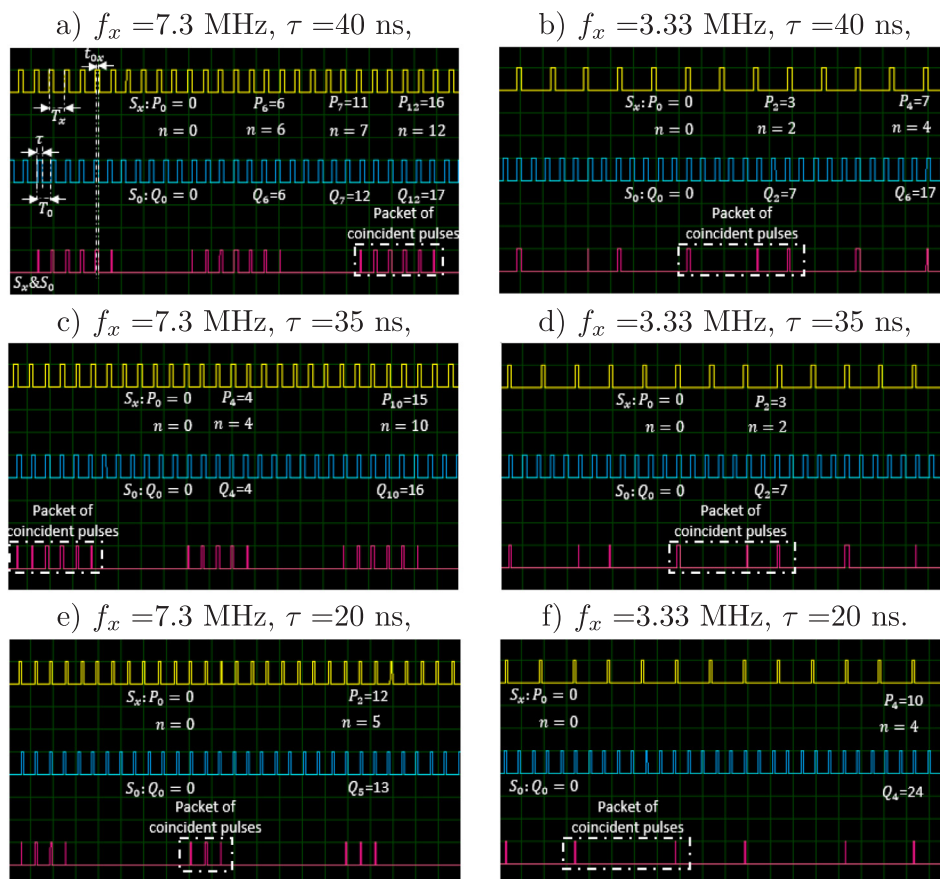 a) f_x =7.3 MHz, τ =40 ns,
t_0x
T_x
S_x: P_0 = 0 P_6=6 P_7=11 P_12=16
n = 0 n = 6 n = 7 n = 12
τ
T_0
S_0: Q_0 = 0 Q_6=6 Q_7=12 Q_12=17
Packet of
coincident pulses
S_x&S_0
b) f_x =3.33 MHz, τ =40 ns,
S_x: P_0 = 0 P_2=3 P_4=7
n = 0 n = 2 n = 4
S_0: Q_0 = 0 Q_2=7 Q_6=17
Packet of
coincident pulses
c) f_x =7.3 MHz, τ =35 ns,
S_x: P_0 = 0 P_4=4 P_10=15
n = 0 n = 4 n = 10
S_0: Q_0 = 0 Q_4=4 Q_10=16
Packet of
coincident pulses
d) f_x =3.33 MHz, τ =35 ns,
S_x: P_0 = 0 P_2=3
n = 0 n = 2
S_0: Q_0 = 0 Q_2=7
Packet of
coincident pulses
e) f_x =7.3 MHz, τ =20 ns,
S_x: P_0 = 0 P_2=12
n = 0 n = 5
S_0: Q_0 = 0 Q_5=13
Packet of
coincident pulses
f) f_x =3.33 MHz, τ =20 ns.
S_x: P_0 = 0 P_4=10
n = 0 n = 4
S_0: Q_0 = 0 Q_4=24
Packet of
coincident pulses